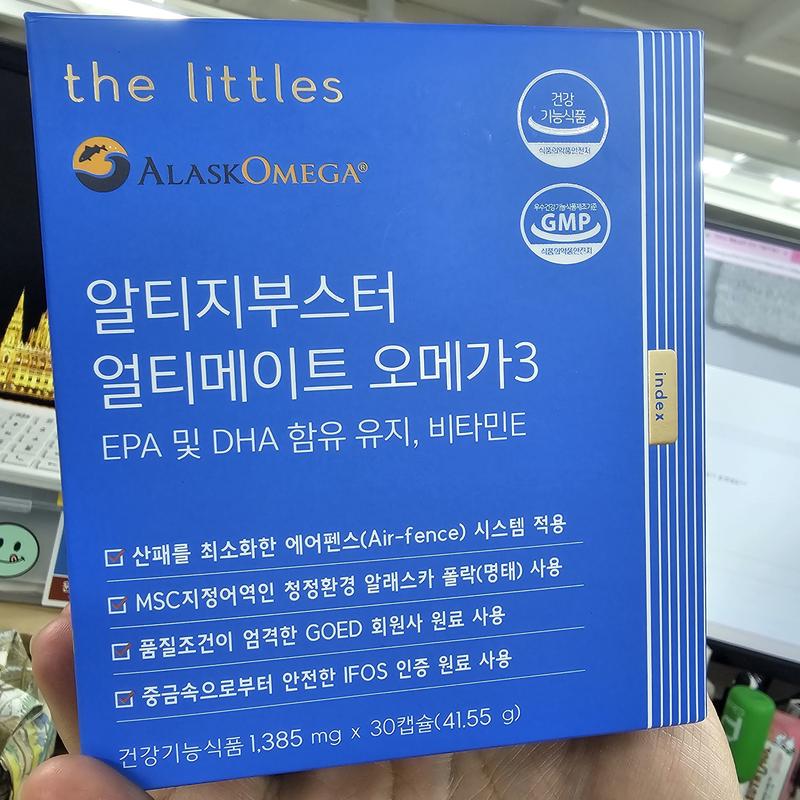 the littles
ALASKOMEGA®
건강
기능식품
식품의약품안전처
우수건강기능식품제조기준
GMP
식품의약품안전처
알티지부스터
얼티메이트 오메가3
EPA 및 DHA 함유 유지, 비타민E
index
산패를 최소화한 에어펜스(Air-fence) 시스템 적용
MSC지정어역인 청정환경 알래스카 폴락(명태) 사용
품질조건이 엄격한 GOED 회원사 원료 사용
중금속으로부터 안전한 IFOS 인증 원료 사용
건강기능식품 1,385 mg x 30캡슐(41.55 g)